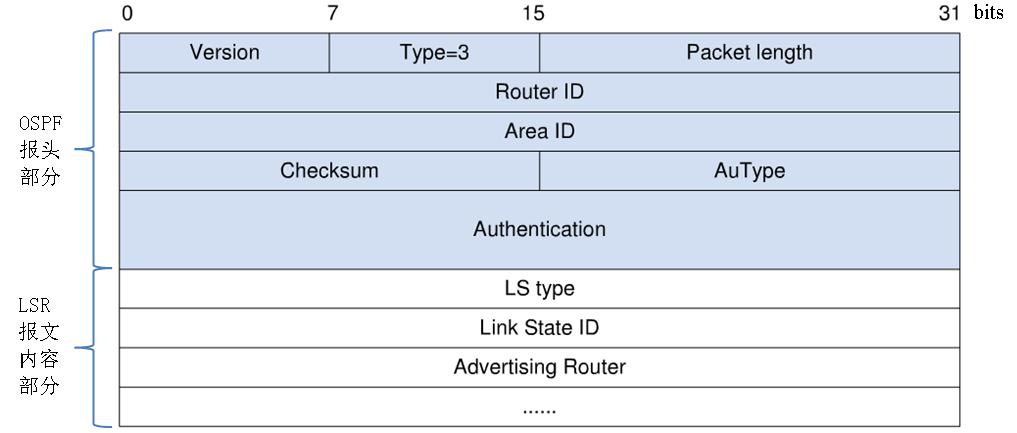 0 7 15 31 bits
Version Type=3 Packet length
Router ID
Area ID
Checksum AuType
Authentication
OSPF
报头
部分
LS type
Link State ID
Advertising Router
......
LSR
报文
内容
部分